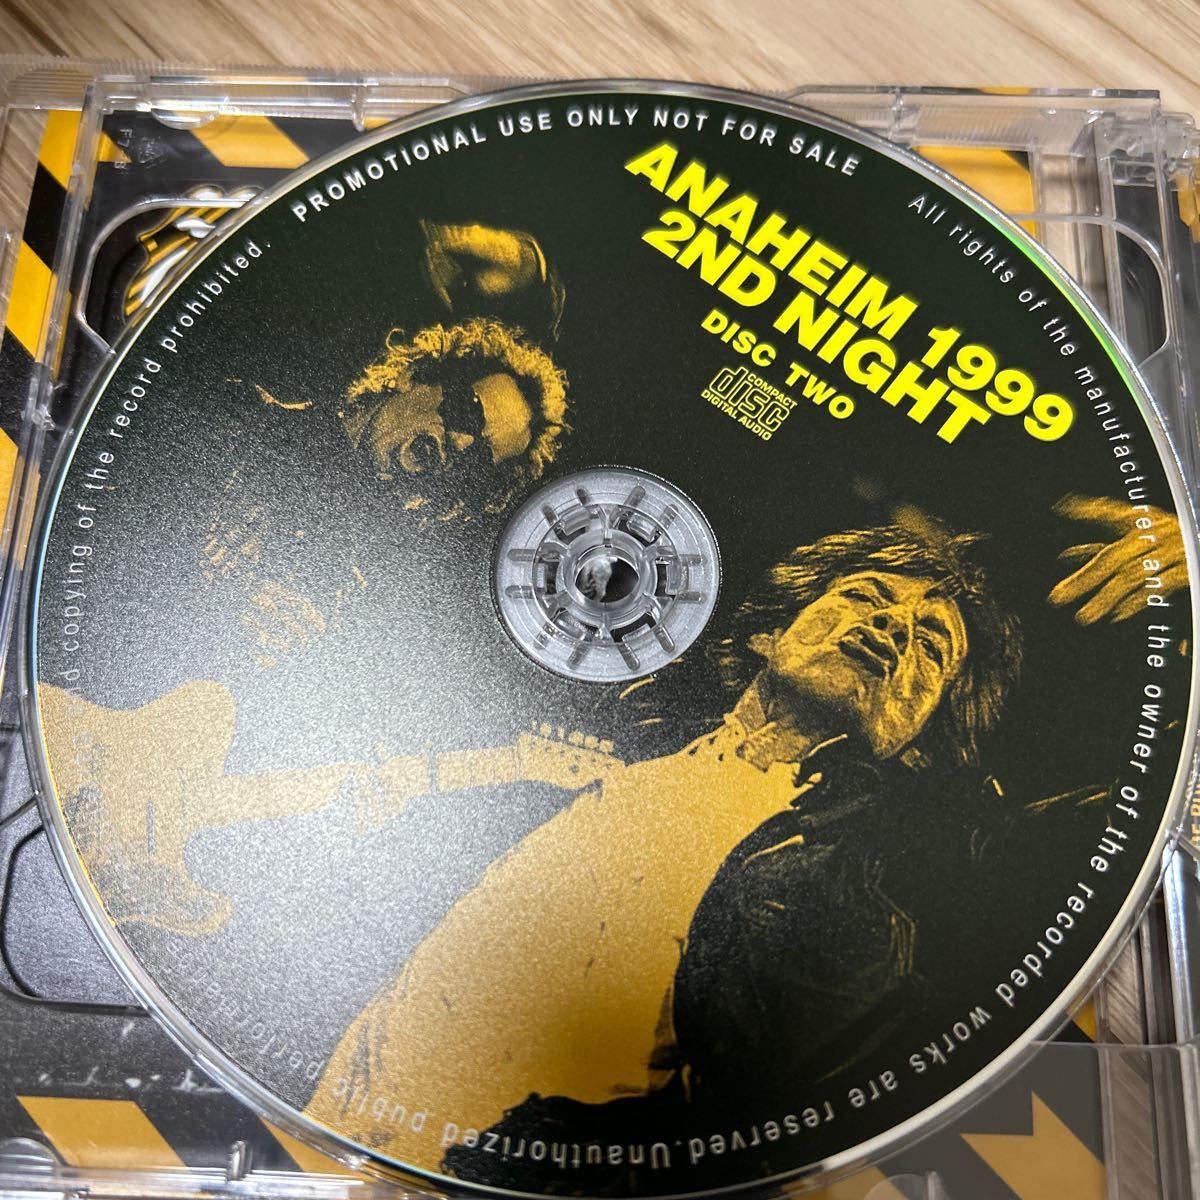 PROMOTIONAL USE ONLY NOT FOR SALE
All rights of the manufacturer and the owner of the recorded works are reserved. Unauthorized public performance
and copying of the record prohibited.
ANAHEIM 1999
2ND NIGHT
DISC TWO
COMPACT
disc
DIGITAL AUDIO